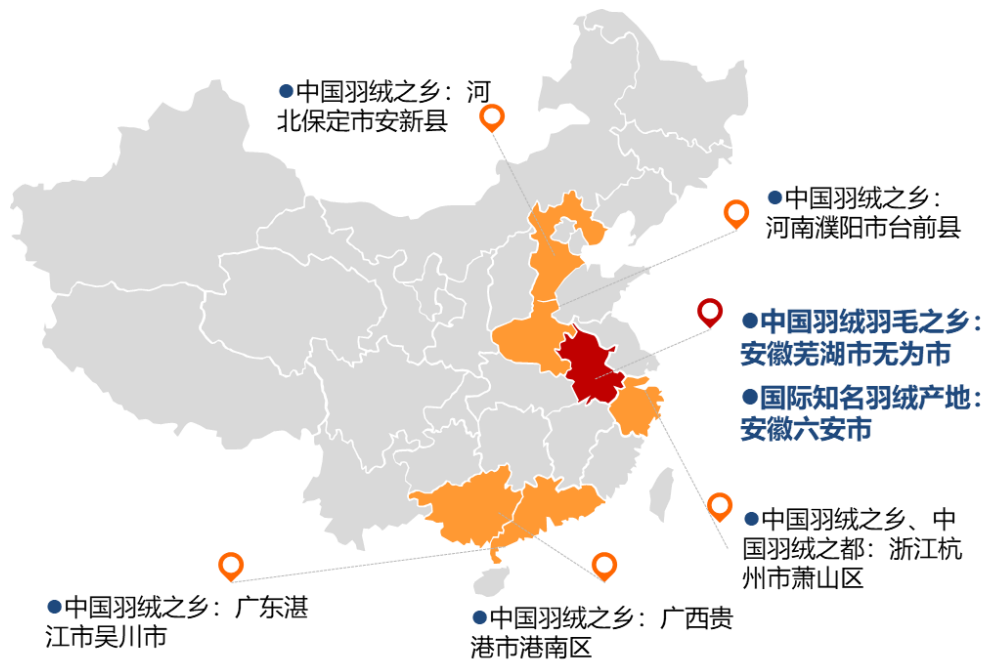 ●中国羽绒之乡：河
北保定市安新县
●中国羽绒之乡：
河南濮阳市台前县
●中国羽绒羽毛之乡：
安徽芜湖市无为市
●国际知名羽绒产地：
安徽六安市
●中国羽绒之乡、中
国羽绒之都：浙江杭
州市萧山区
●中国羽绒之乡：广东湛
江市吴川市
●中国羽绒之乡：广西贵
港市港南区